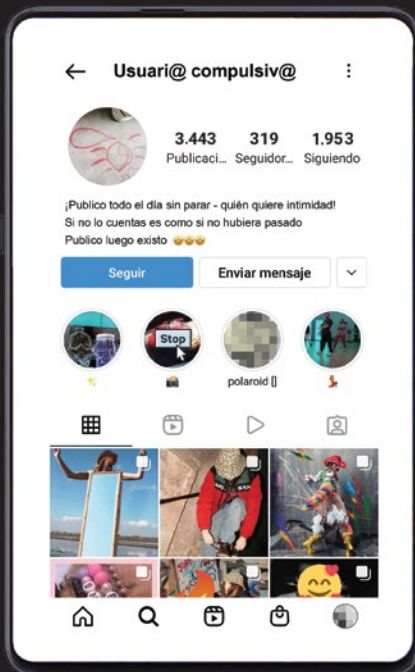 Usuari@ compulsiv@
3.443 319 1.953
Publicaci... Seguidor... Siguiendo
¡Publico todo el día sin parar - quién quiere intimidad!
Si no lo cuentas es como si no hubiera pasado
Publico luego existo 🤩🤩🤩
Seguir Enviar mensaje
Stop
polaroid []